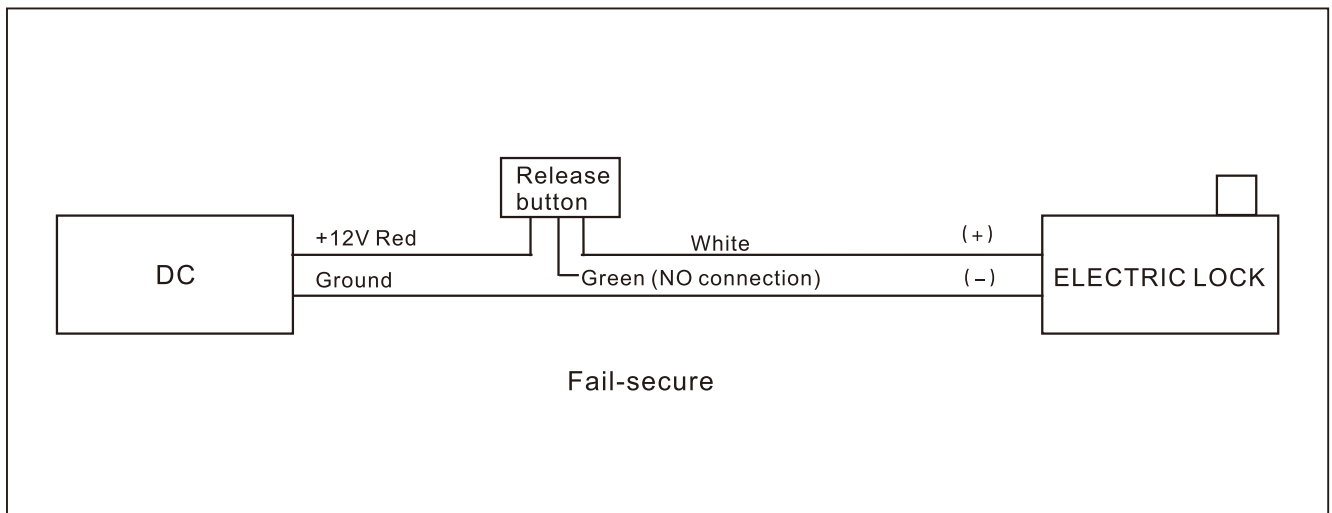 Release
button
+12V Red
White
(+)
DC
Ground
Green (NO connection)
(-)
ELECTRIC LOCK
Fail-secure